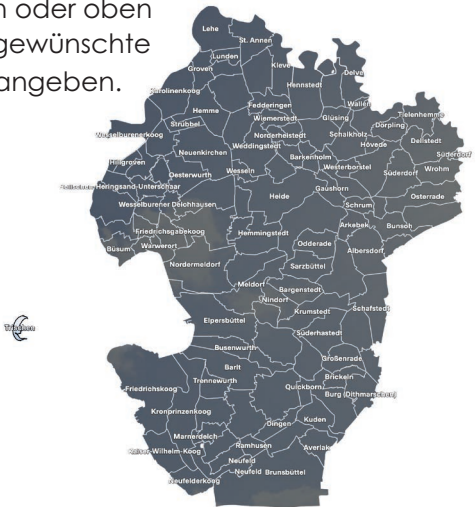 n oder oben
gewünschte
angeben.
Lehe
St. Annen
Lunden
Kleve
Delve
Groven
Hennstedt
Karolinenkoog
Wallen
Fedderingen
Tielenhemme
Hemme
Wiemerstedt
Glüsing
Dörpling
Strübbel
Norderheistedt
Schalkholz
Dellstedt
Wesselburenerkoog
Weddingstedt
Hövede
Neuenkirchen
Barkenholm
Süderdorf
Hillgroven
Westerborstel
Wrohm
Oesterwurth
Wesseln
Süderdorf
Hellschen-Heringsand-Unterschaar
Gaushorn
Heide
Osterrade
Wesselburener Deichhausen
Schrum
Arkebek
Bunsoh
Friedrichsgabekoog
Hemmingstedt
Büsum
Warwerort
Odderade
Albersdorf
Nordermeldorf
Sarzbüttel
Meldorf
Bargenstedt
Nindorf
Krumstedt
Schafstedt
Elpersbüttel
Trischen
Süderhastedt
Busenwurth
Großenrade
Barlt
Brickeln
Trennewurth
Friedrichskoog
Quickborn
Burg (Dithmarschen)
Kronprinzenkoog
Kuden
Dingen
Marnerdeich
Averlak
Kaiser-Wilhelm-Koog
Ramhusen
Neufeld
Neufeld
Brunsbüttel
Neufelderkoog